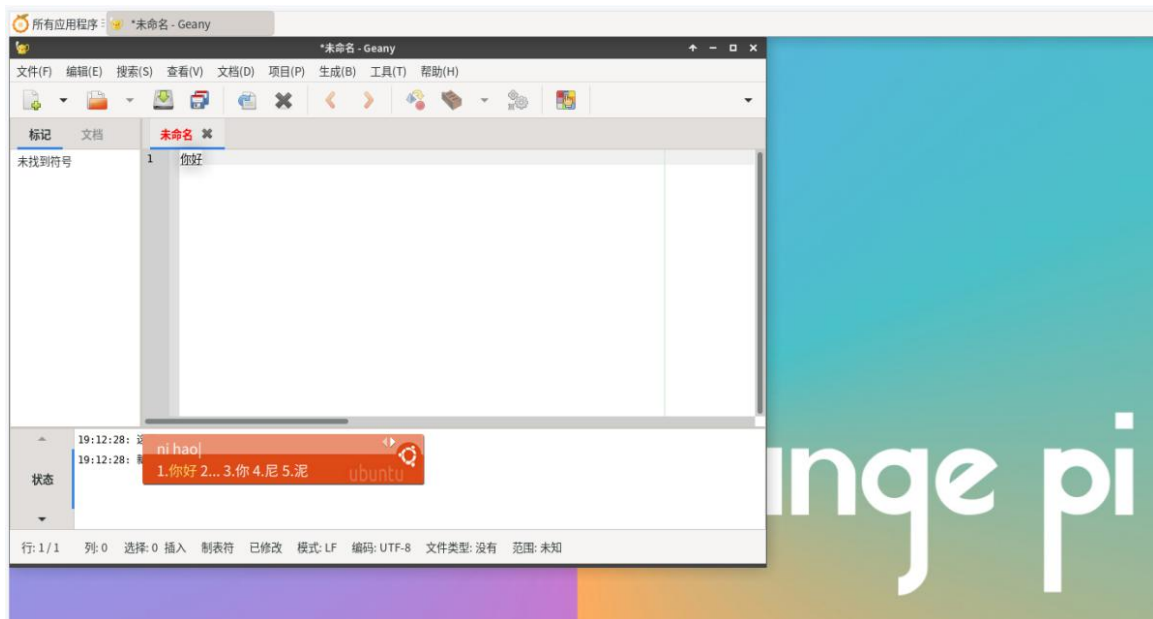 所有应用程序 *未命名 - Geany
*未命名 - Geany
文件(F) 编辑(E) 搜索(S) 查看(V) 文档(D) 项目(P) 生成(B) 工具(T) 帮助(H)
标记 文档 未命名
未找到符号 1 你好
19:12:28:
19:12:28:
状态
ni hao
1.你好 2... 3.你 4.尼 5.泥
ubuntu
行: 1 / 1 列: 0 选择: 0 插入 制表符 已修改 模式: LF 编码: UTF-8 文件类型: 没有 范围: 未知
nge pi